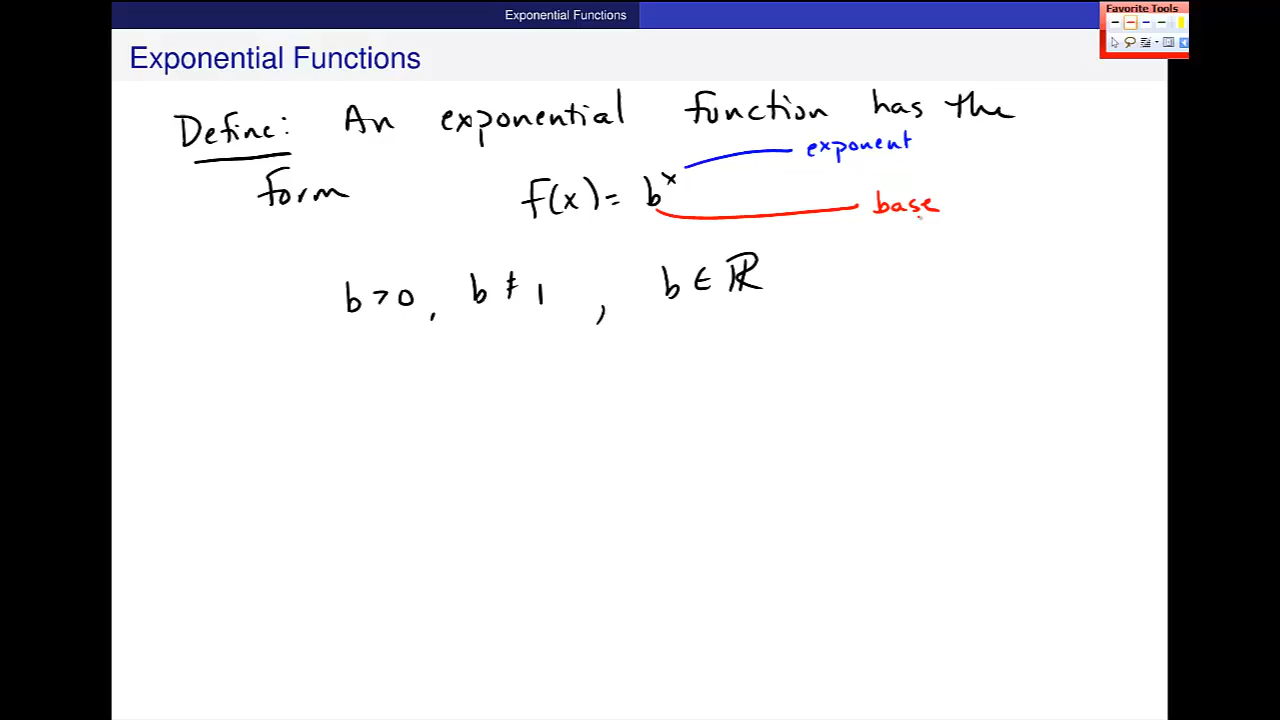 Exponential Functions
Favorite Tools
Exponential Functions
Define: An exponential function has the
exponent
form f(x) = b^x
base
b > 0, b ≠ 1 , b ∈ ℝ